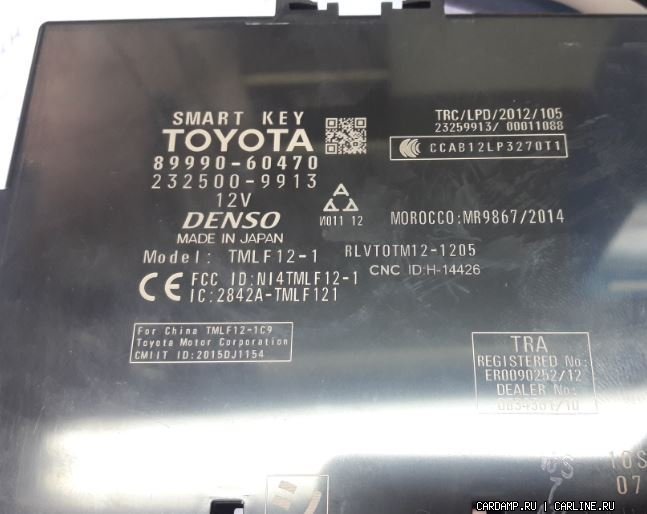 SMART KEY
TOYOTA
89990-60470
232500-9913
12V
DENSO
MADE IN JAPAN
Model: TMLF12-1
FCC ID:NI4TMLF12-1
IC:2842A-TMLF121
For China TMLF12-1C9
Toyota Motor Corporation
CMIIT ID:2015DJ1154
И011 12
TRC/LPD/2012/105
23259913/ 00011088
CCAB12LP3270T1
MOROCCO:MR9867/2014
RLVTOTM12-1205
CNC ID:H-14426
TRA
REGISTERED No:
ER0090252/12
DEALER No:
10S
07
CARDAMP.RU | CARLINE.RU